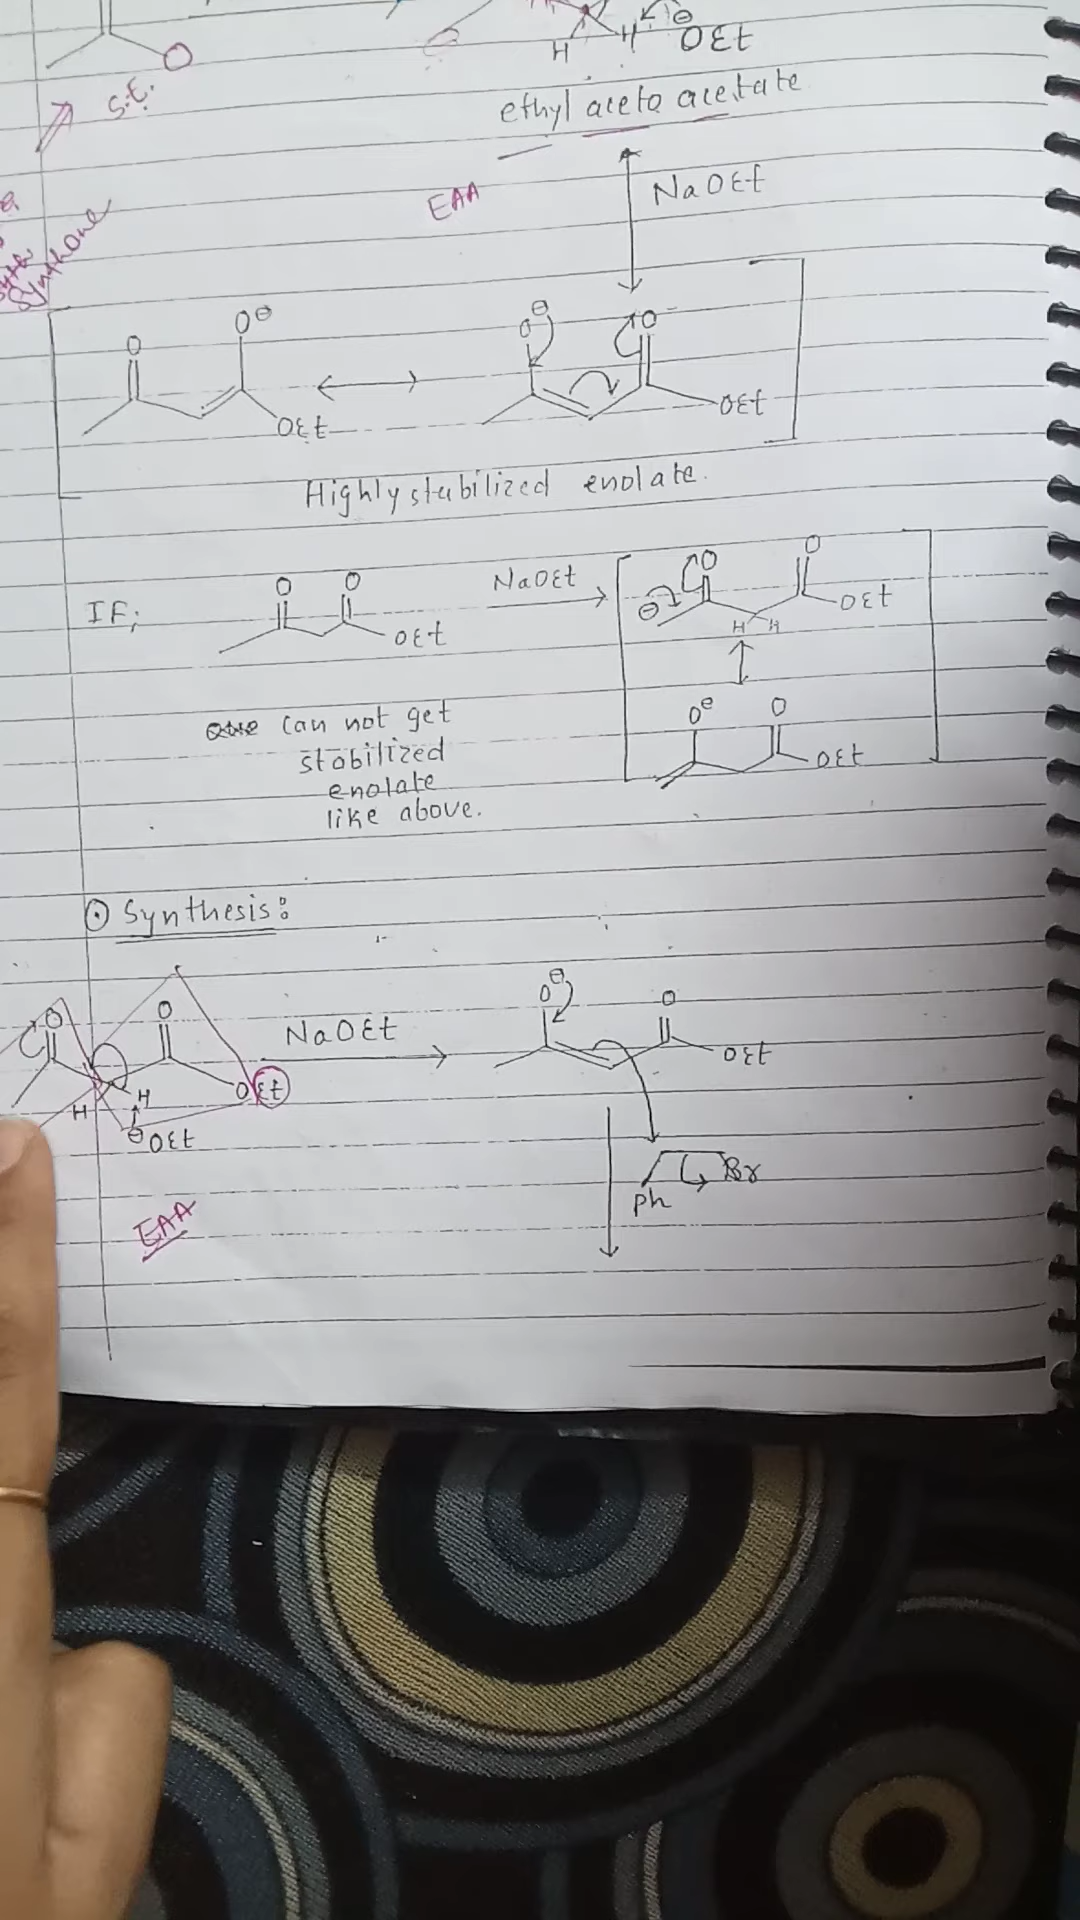 O
H H ⊖OEt
S.E.
ethyl aceto acetate
EAA
NaOEt
Synthone
O O⊖ OEt
O⊖ O OEt
Highly stabilized enolate.
IF;
O O OEt
NaOEt
⊖ O O OEt
H H
can not get
stabilized
enolate
like above.
O⊖ O OEt
⊙ Synthesis:
O O OEt
H H
⊖OEt
NaOEt
O⊖ O OEt
Ph Br
EAA